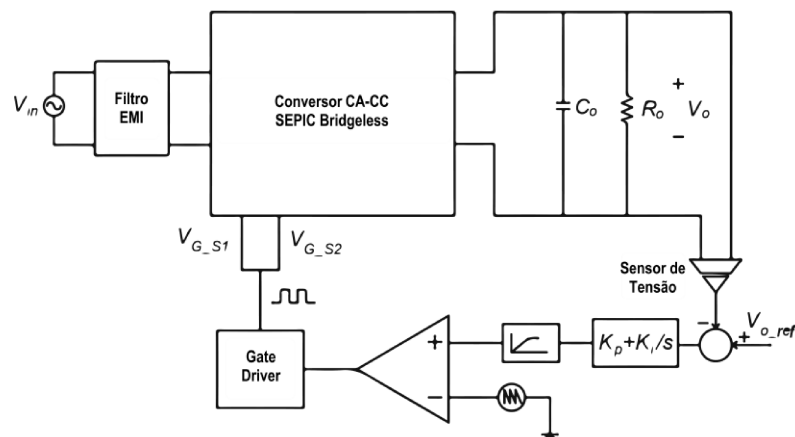 V_in
Filtro
EMI
Conversor CA-CC
SEPIC Bridgeless
C_o
R_o
+
V_o
−
V_G_S1
V_G_S2
Sensor de
Tensão
Gate
Driver
+
−
K_p+K_i/s
−
+
V_o_ref